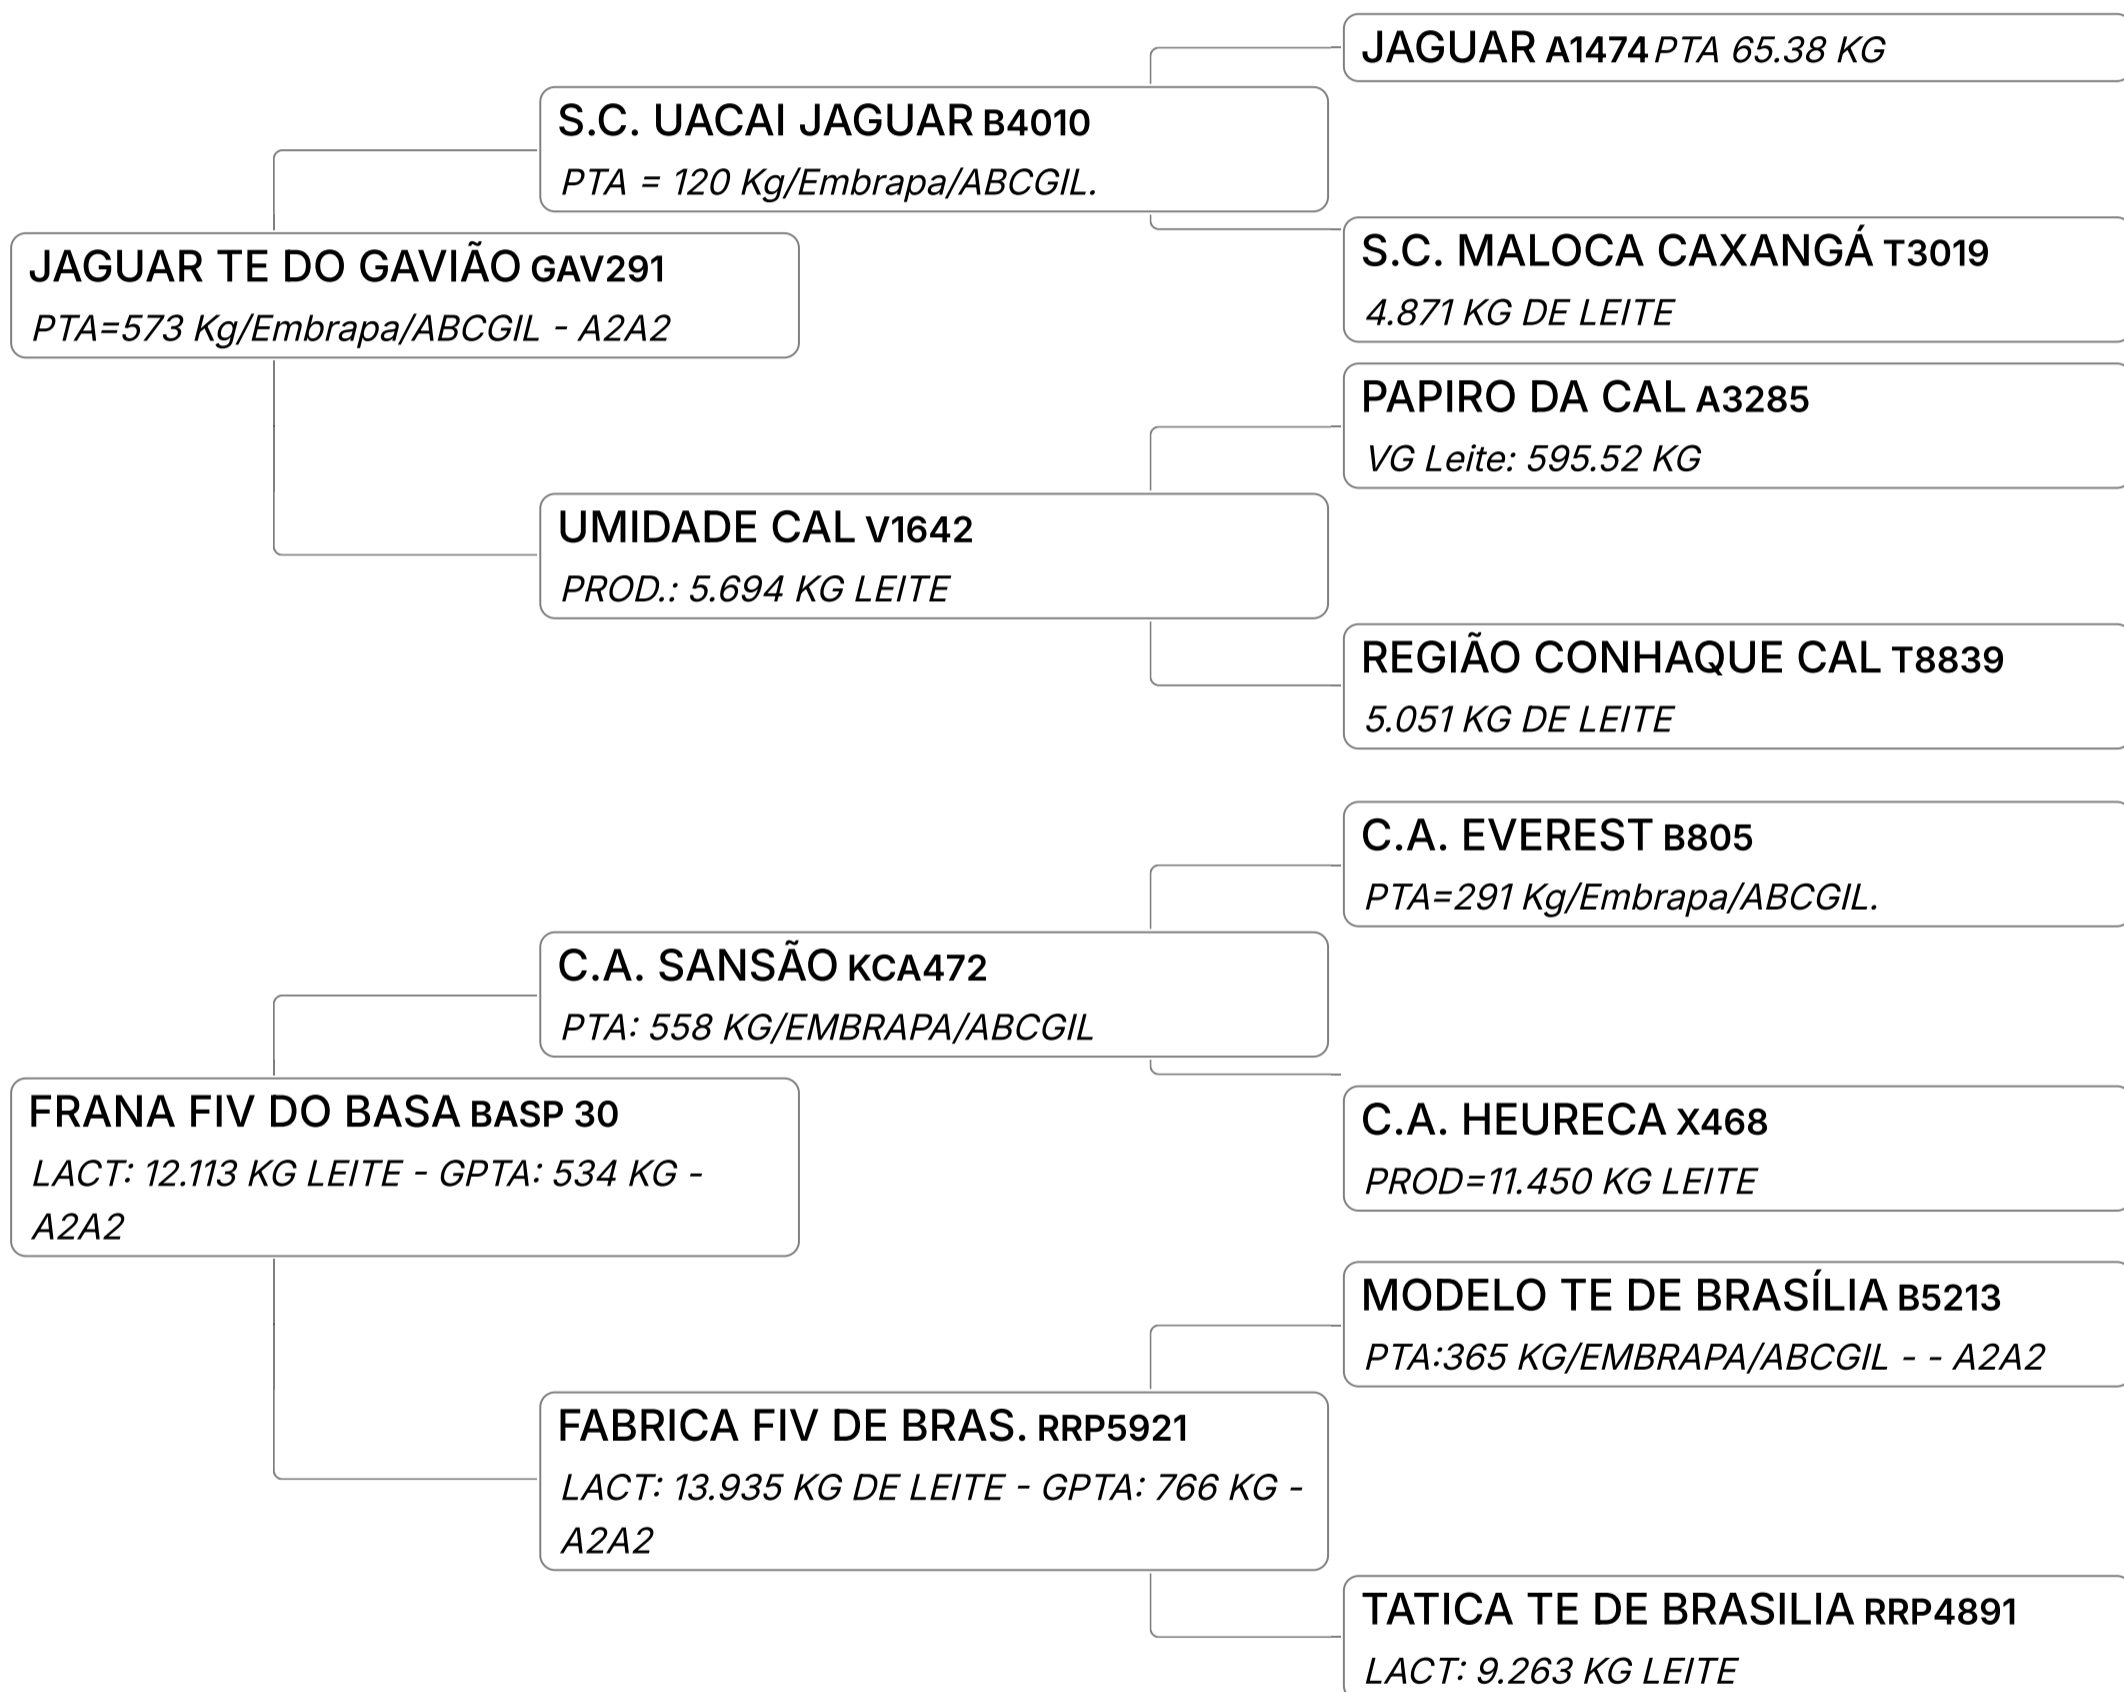 JAGUAR A1474 PTA 65.38 KG
S.C. UACAI JAGUAR B4010
PTA = 120 Kg/Embrapa/ABCGIL.
S.C. MALOCA CAXANGÁ T3019
4.871 KG DE LEITE
JAGUAR TE DO GAVIÃO GAV291
PTA=573 Kg/Embrapa/ABCGIL - A2A2
PAPIRO DA CAL A3285
VG Leite: 595.52 KG
UMIDADE CAL V1642
PROD.: 5.694 KG LEITE
REGIÃO CONHAQUE CAL T8839
5.051 KG DE LEITE
C.A. EVEREST B805
PTA=291 Kg/Embrapa/ABCGIL.
C.A. SANSÃO KCA472
PTA: 558 KG/EMBRAPA/ABCGIL
C.A. HEURECA X468
PROD=11.450 KG LEITE
FRANA FIV DO BASA BASP 30
LACT: 12.113 KG LEITE - GPTA: 534 KG -
A2A2
MODELO TE DE BRASÍLIA B5213
PTA:365 KG/EMBRAPA/ABCGIL - - A2A2
FABRICA FIV DE BRAS. RRP5921
LACT: 13.935 KG DE LEITE - GPTA: 766 KG -
A2A2
TATICA TE DE BRASILIA RRP4891
LACT: 9.263 KG LEITE